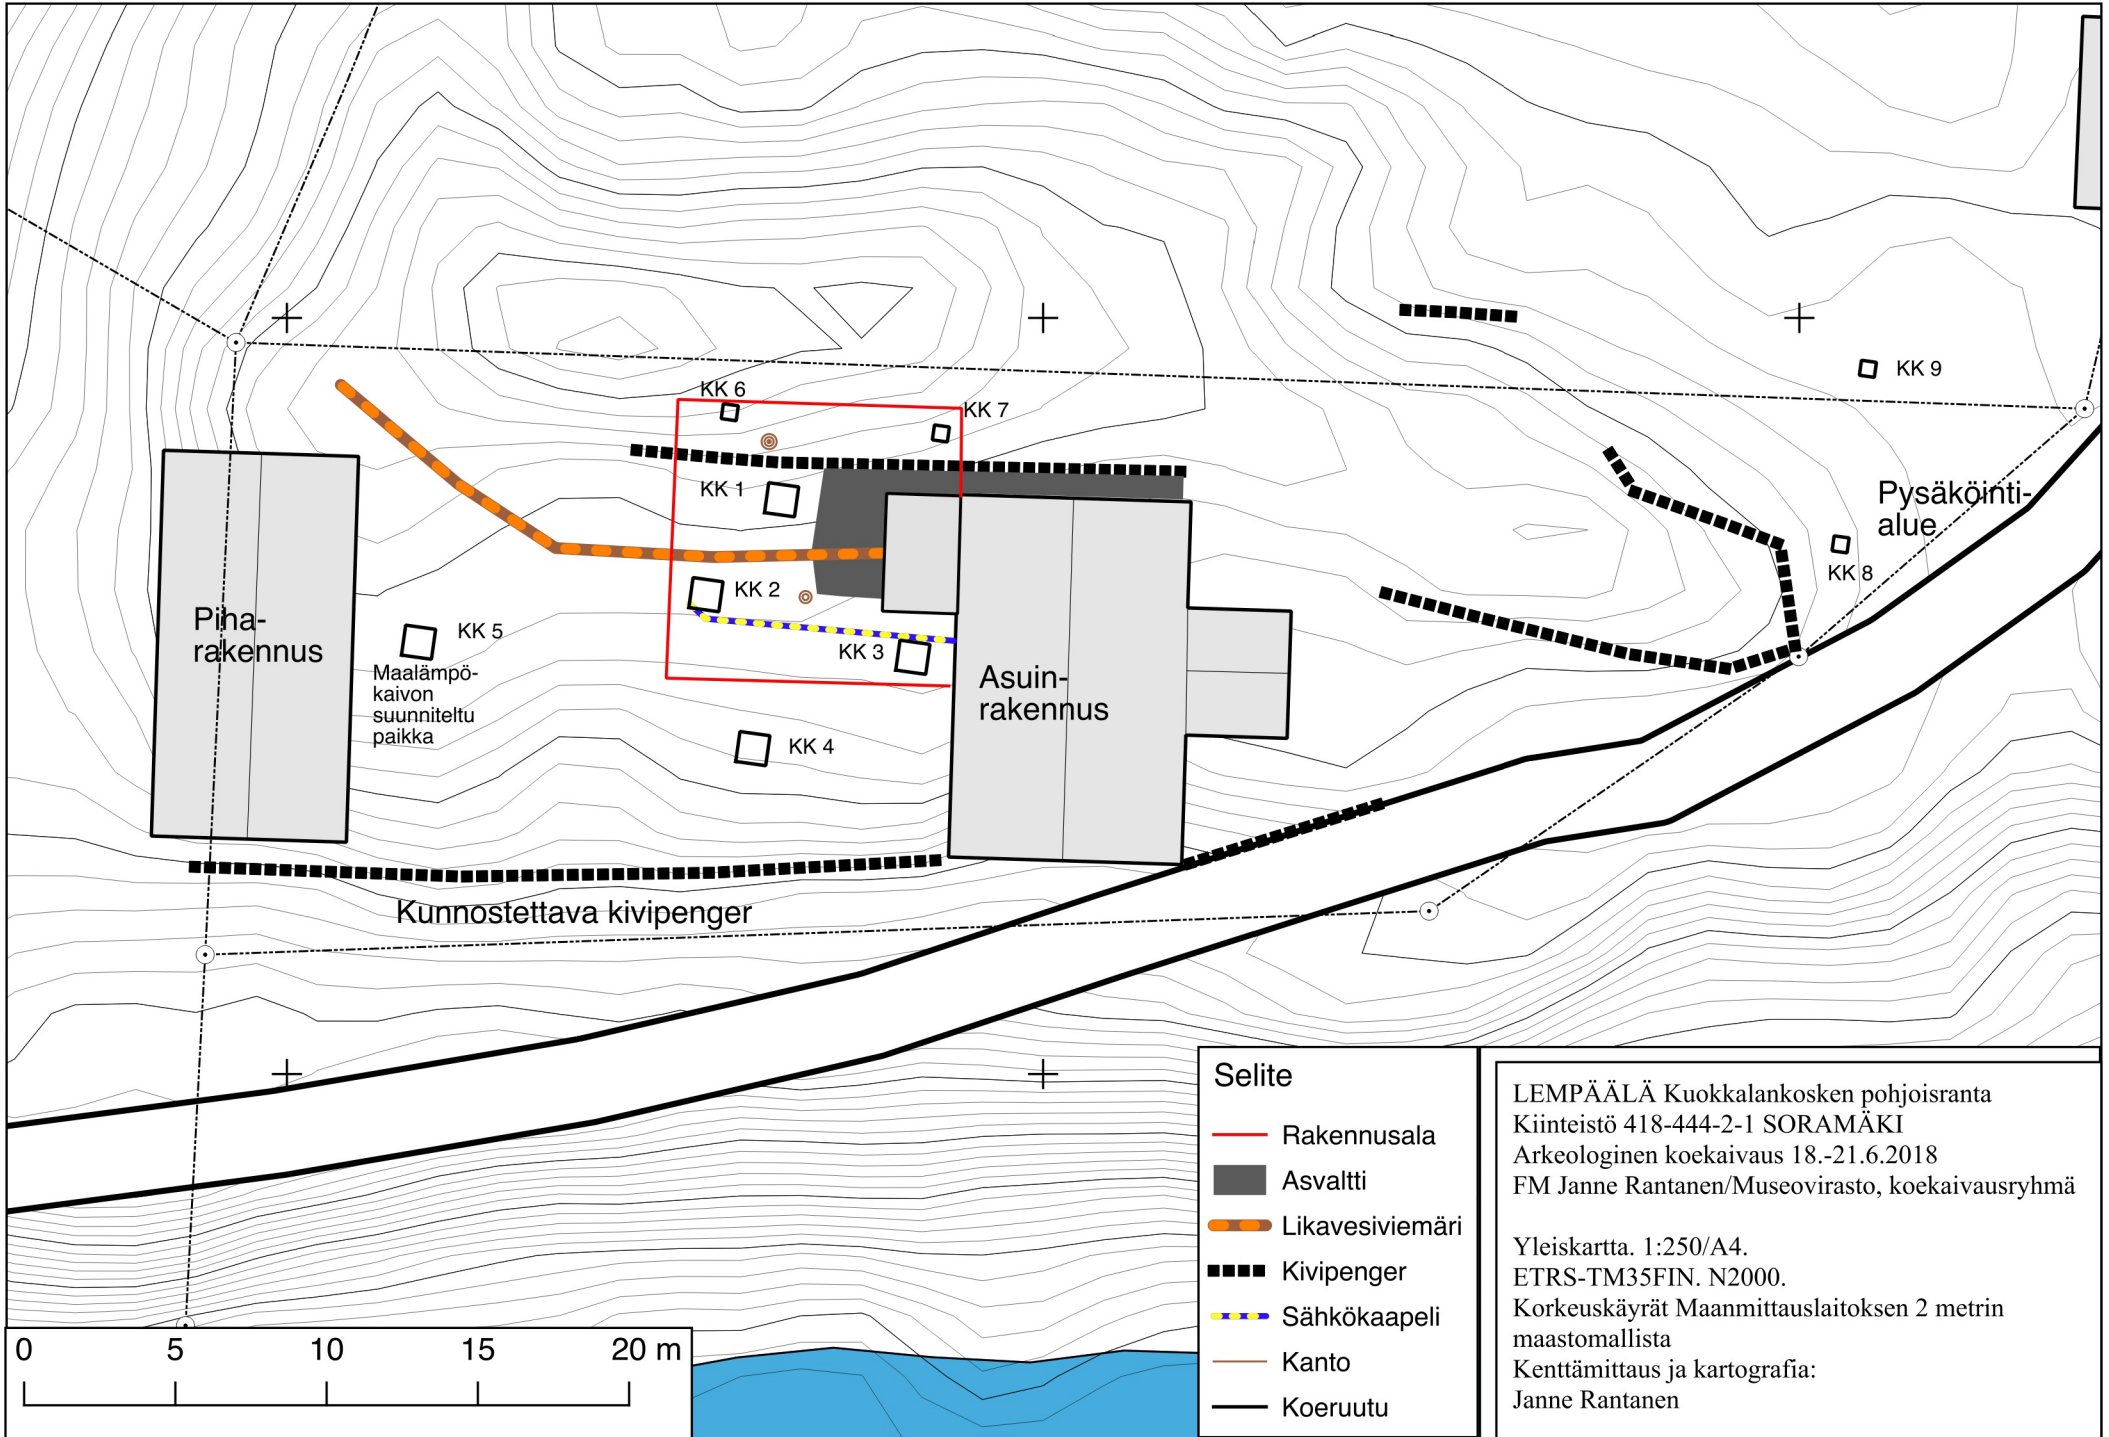 KK 6
KK 7
KK 9
KK 1
Pysäköinti-
alue
KK 2
KK 8
Piha-
rakennus
KK 5
KK 3
Maalämpö-
kaivon
suunniteltu
paikka
Asuin-
rakennus
KK 4
Kunnostettava kivipenger
0 5 10 15 20 m
Selite
Rakennusala
Asvaltti
Likavesiviemäri
Kivipenger
Sähkökaapeli
Kanto
Koeruutu
LEMPÄÄLÄ Kuokkalankosken pohjoisranta
Kiinteistö 418-444-2-1 SORAMÄKI
Arkeologinen koekaivaus 18.-21.6.2018
FM Janne Rantanen/Museovirasto, koekaivausryhmä
Yleiskartta. 1:250/A4.
ETRS-TM35FIN. N2000.
Korkeuskäyrät Maanmittauslaitoksen 2 metrin
maastomallista
Kenttämittaus ja kartografia:
Janne Rantanen